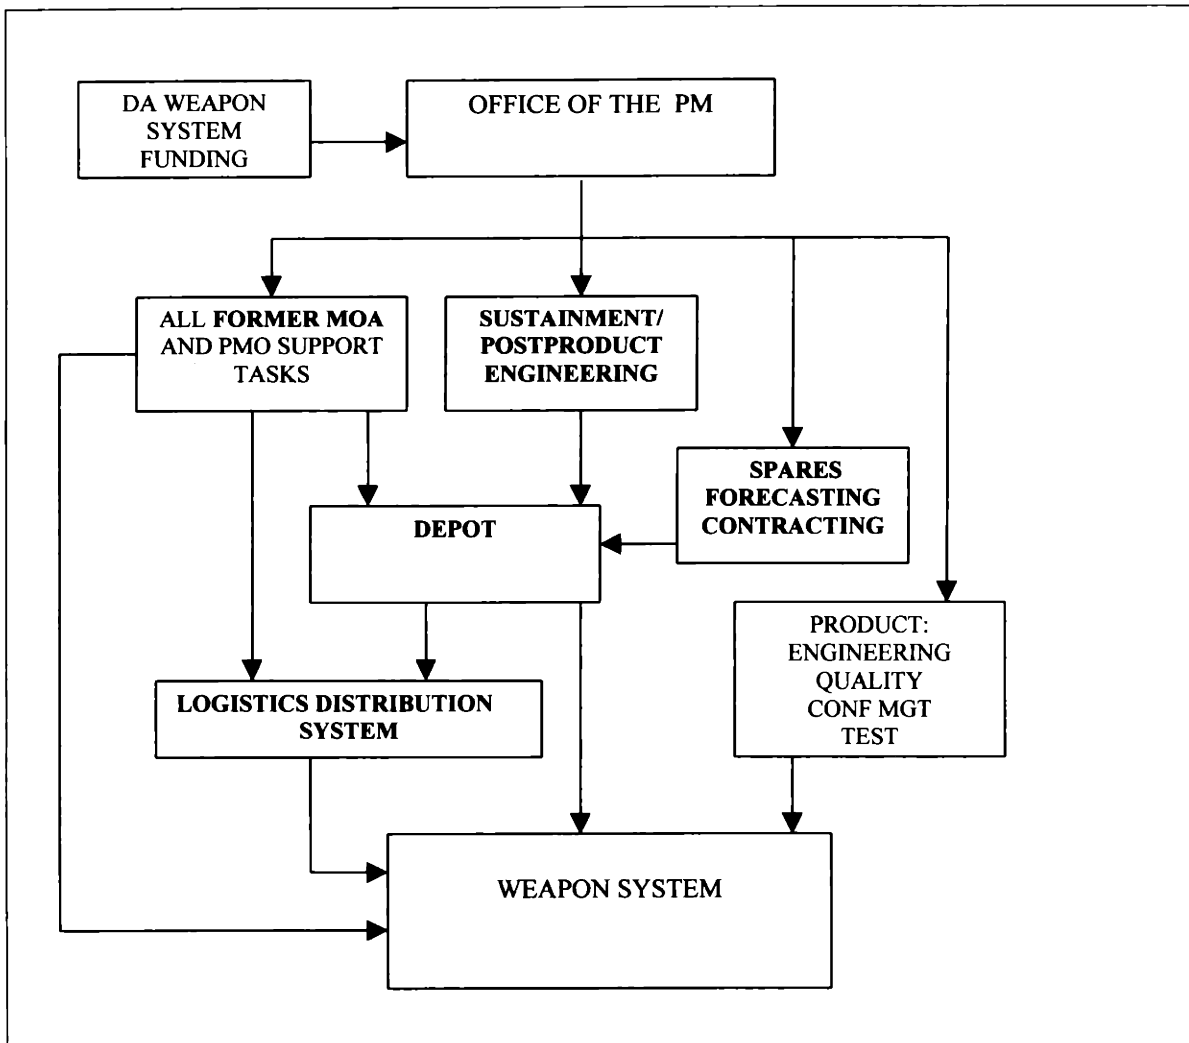 DA WEAPON
SYSTEM
FUNDING
OFFICE OF THE PM
ALL FORMER MOA
AND PMO SUPPORT
TASKS
SUSTAINMENT/
POSTPRODUCT
ENGINEERING
SPARES
FORECASTING
CONTRACTING
DEPOT
PRODUCT:
ENGINEERING
QUALITY
CONF MGT
TEST
LOGISTICS DISTRIBUTION
SYSTEM
WEAPON SYSTEM